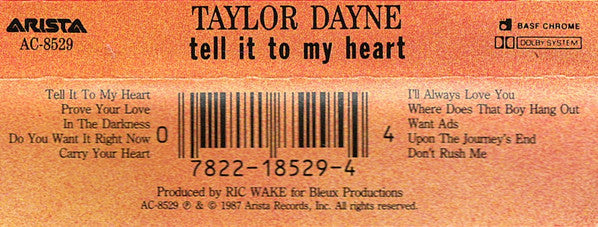 ARISTA
AC-8529
TAYLOR DAYNE
tell it to my heart
BASF CHROME
DOLBY SYSTEM
Tell It To My Heart
Prove Your Love
In The Darkness
Do You Want It Right Now
Carry Your Heart
0
7822-18529-4
4
I'll Always Love You
Where Does That Boy Hang Out
Want Ads
Upon The Journey's End
Don't Rush Me
Produced by RIC WAKE for Bleux Productions
AC-8529 ℗ & © 1987 Arista Records, Inc. All rights reserved.